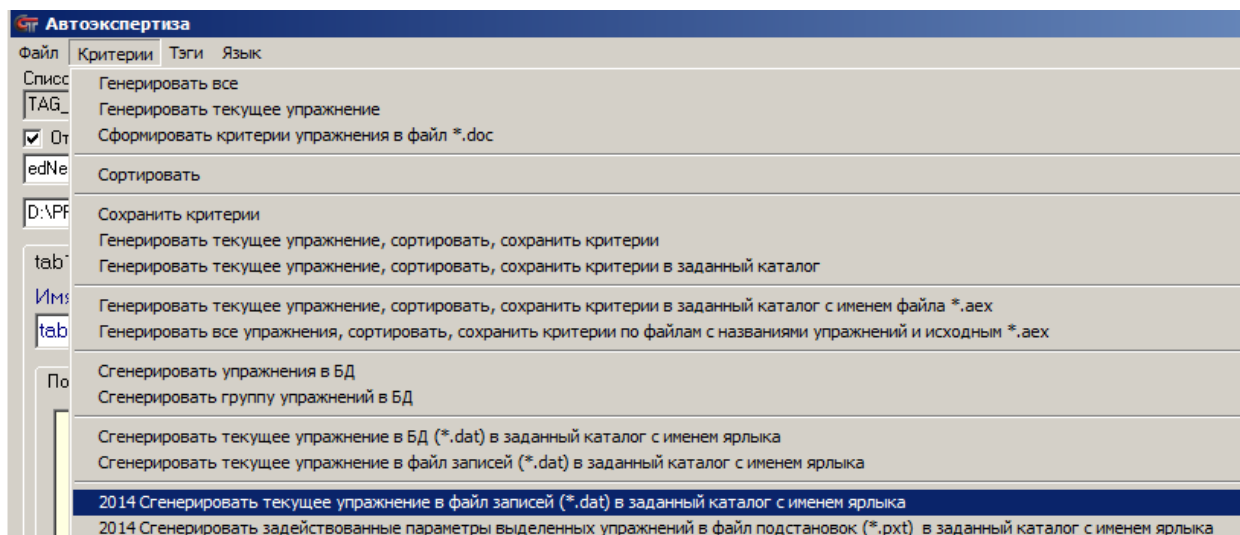 Автоэкспертиза
Файл Критерии Тэги Язык
Генерировать все
Генерировать текущее упражнение
Сформировать критерии упражнения в файл *.doc
Сортировать
Сохранить критерии
Генерировать текущее упражнение, сортировать, сохранить критерии
Генерировать текущее упражнение, сортировать, сохранить критерии в заданный каталог
Генерировать текущее упражнение, сортировать, сохранить критерии в заданный каталог с именем файла *.aex
Генерировать все упражнения, сортировать, сохранить критерии по файлам с названиями упражнений и исходным *.aex
Сгенерировать упражнения в БД
Сгенерировать группу упражнений в БД
Сгенерировать текущее упражнение в БД (*.dat) в заданный каталог с именем ярлыка
Сгенерировать текущее упражнение в файл записей (*.dat) в заданный каталог с именем ярлыка
2014 Сгенерировать текущее упражнение в файл записей (*.dat) в заданный каталог с именем ярлыка
2014 Сгенерировать задействованные параметры выделенных упражнений в файл подстановок (*.pxt) в заданный каталог с именем ярлыка
TAG_
edNe
tab